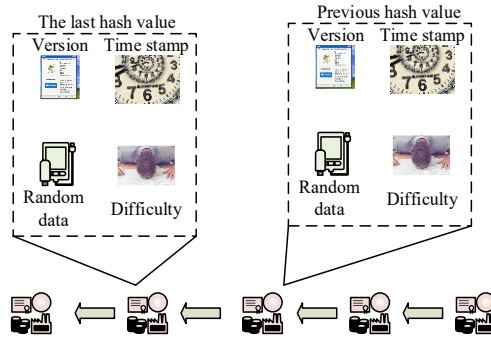 The last hash value
Version Time stamp
Random
data
Difficulty
Previous hash value
Version Time stamp
Random
data
Difficulty